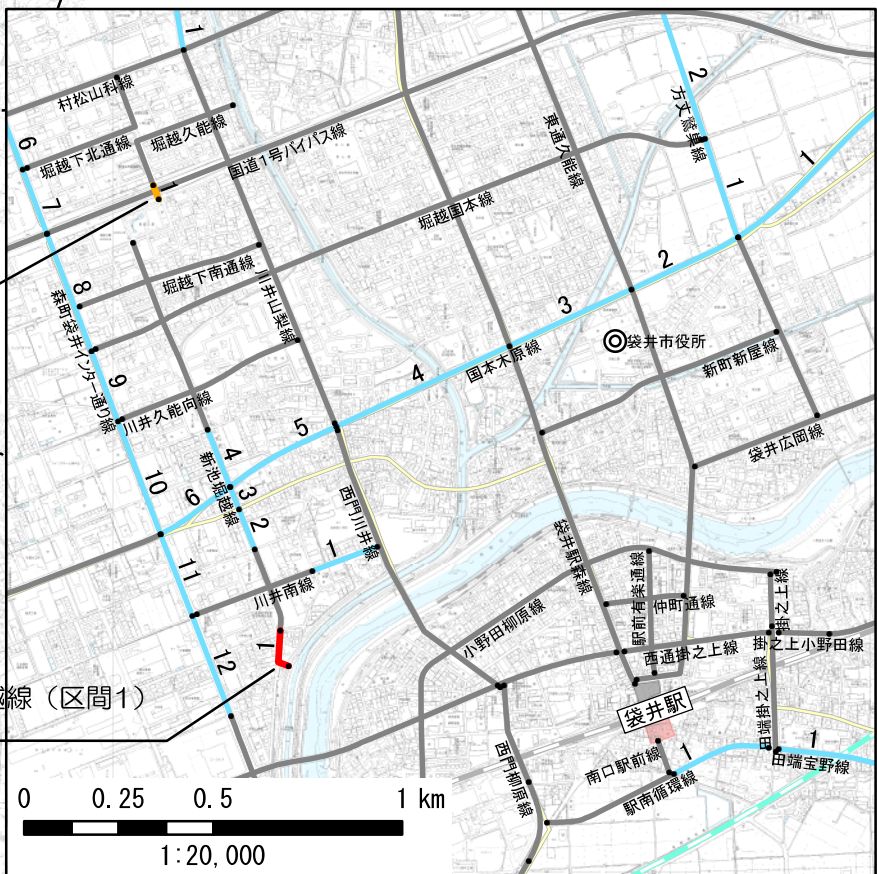 1
村松山科線
2
方丈鷲巣線
6
堀越下北通線
堀越久能線
国道1号バイパス線
東通久能線
1
1
1
7
堀越国本線
8
堀越下南通線
川井山梨線
2
3
森町袋井インター通り線
袋井市役所
9
国本木原線
4
新町新屋線
川井久能向線
5
袋井広岡線
4
新池堀越線
6
3
10
2
西門川井線
1
袋井駅森線
11
川井南線
駅前有楽通線
仲町通線
掛之上線
小野田柳原線
1
西通掛之上線
掛之上小野田線
12
越線（区間1）
田端掛之上線
袋井駅
南口駅前線
1
1
田端宝野線
西門柳原線
駅南循環線
0 0.25 0.5 1 km
1:20,000